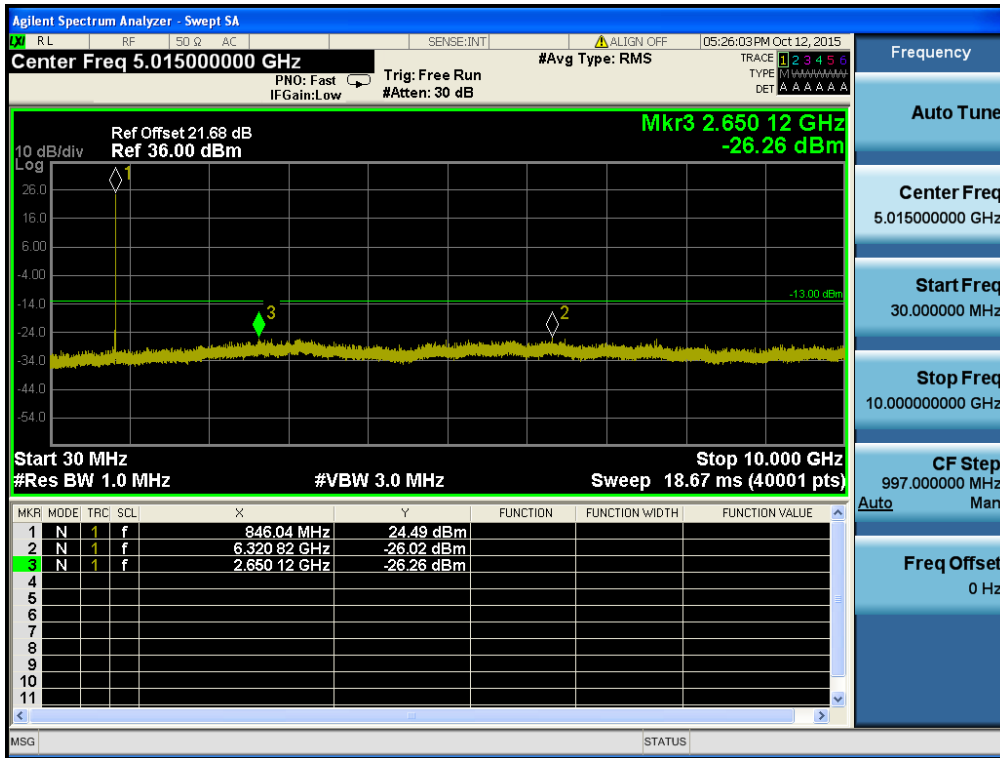 Agilent Spectrum Analyzer - Swept SA
LXI RL RF 50 Ω AC SENSE:INT ALIGN OFF 05:26:03 PM Oct 12, 2015
Center Freq 5.015000000 GHz #Avg Type: RMS TRACE 1 2 3 4 5 6
PNO: Fast Trig: Free Run TYPE M WWWWW
IFGain:Low #Atten: 30 dB DET A A A A A A
Mkr3 2.650 12 GHz
-26.26 dBm
Ref Offset 21.68 dB
10 dB/div Ref 36.00 dBm
Log
1
26.0
16.0
6.00
-4.00
-13.00 dBm
-14.0
3 2
-24.0
-34.0
-44.0
-54.0
Start 30 MHz Stop 10.000 GHz
#Res BW 1.0 MHz #VBW 3.0 MHz Sweep 18.67 ms (40001 pts)
MKR MODE TRC SCL X Y FUNCTION FUNCTION WIDTH FUNCTION VALUE
1 N 1 f 846.04 MHz 24.49 dBm
2 N 1 f 6.320 82 GHz -26.02 dBm
3 N 1 f 2.650 12 GHz -26.26 dBm
4
5
6
7
8
9
10
11
MSG STATUS
Frequency
Auto Tune
Center Freq
5.015000000 GHz
Start Freq
30.000000 MHz
Stop Freq
10.000000000 GHz
CF Step
997.000000 MHz
Auto Man
Freq Offset
0 Hz